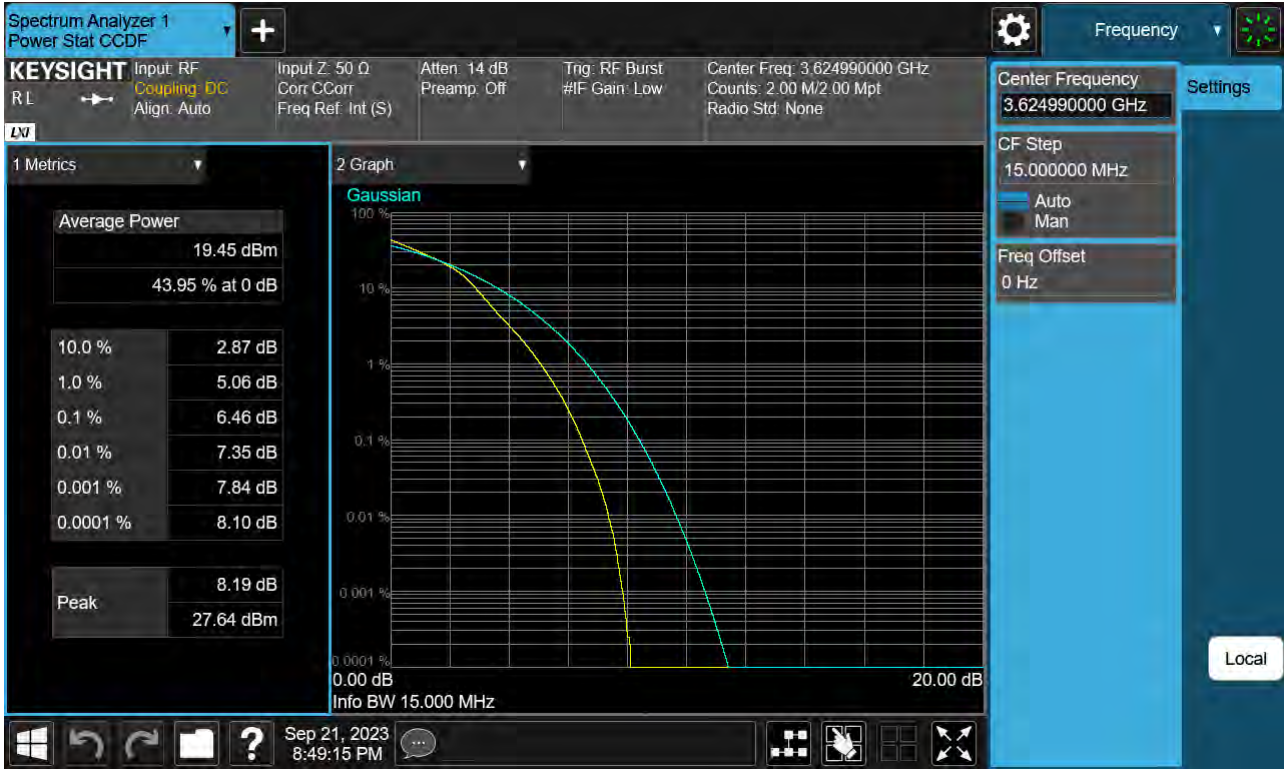 Spectrum Analyzer 1
Power Stat CCDF
+
Frequency
KEYSIGHT
RL
LXI
Input: RF
Coupling: DC
Align: Auto
Input Z: 50 Ω
Corr CCorr
Freq Ref: Int (S)
Atten: 14 dB
Preamp: Off
Trig: RF Burst
#IF Gain: Low
Center Freq: 3.624990000 GHz
Counts: 2.00 M/2.00 Mpt
Radio Std: None
Center Frequency
3.624990000 GHz
CF Step
15.000000 MHz
Auto
Man
Freq Offset
0 Hz
Settings
Local
1 Metrics
Average Power
19.45 dBm
43.95 % at 0 dB
10.0 % 2.87 dB
1.0 % 5.06 dB
0.1 % 6.46 dB
0.01 % 7.35 dB
0.001 % 7.84 dB
0.0001 % 8.10 dB
Peak
8.19 dB
27.64 dBm
2 Graph
Gaussian
100 %
10 %
1 %
0.1 %
0.01 %
0.001 %
0.0001 %
0.00 dB 20.00 dB
Info BW 15.000 MHz
?
Sep 21, 2023
8:49:15 PM